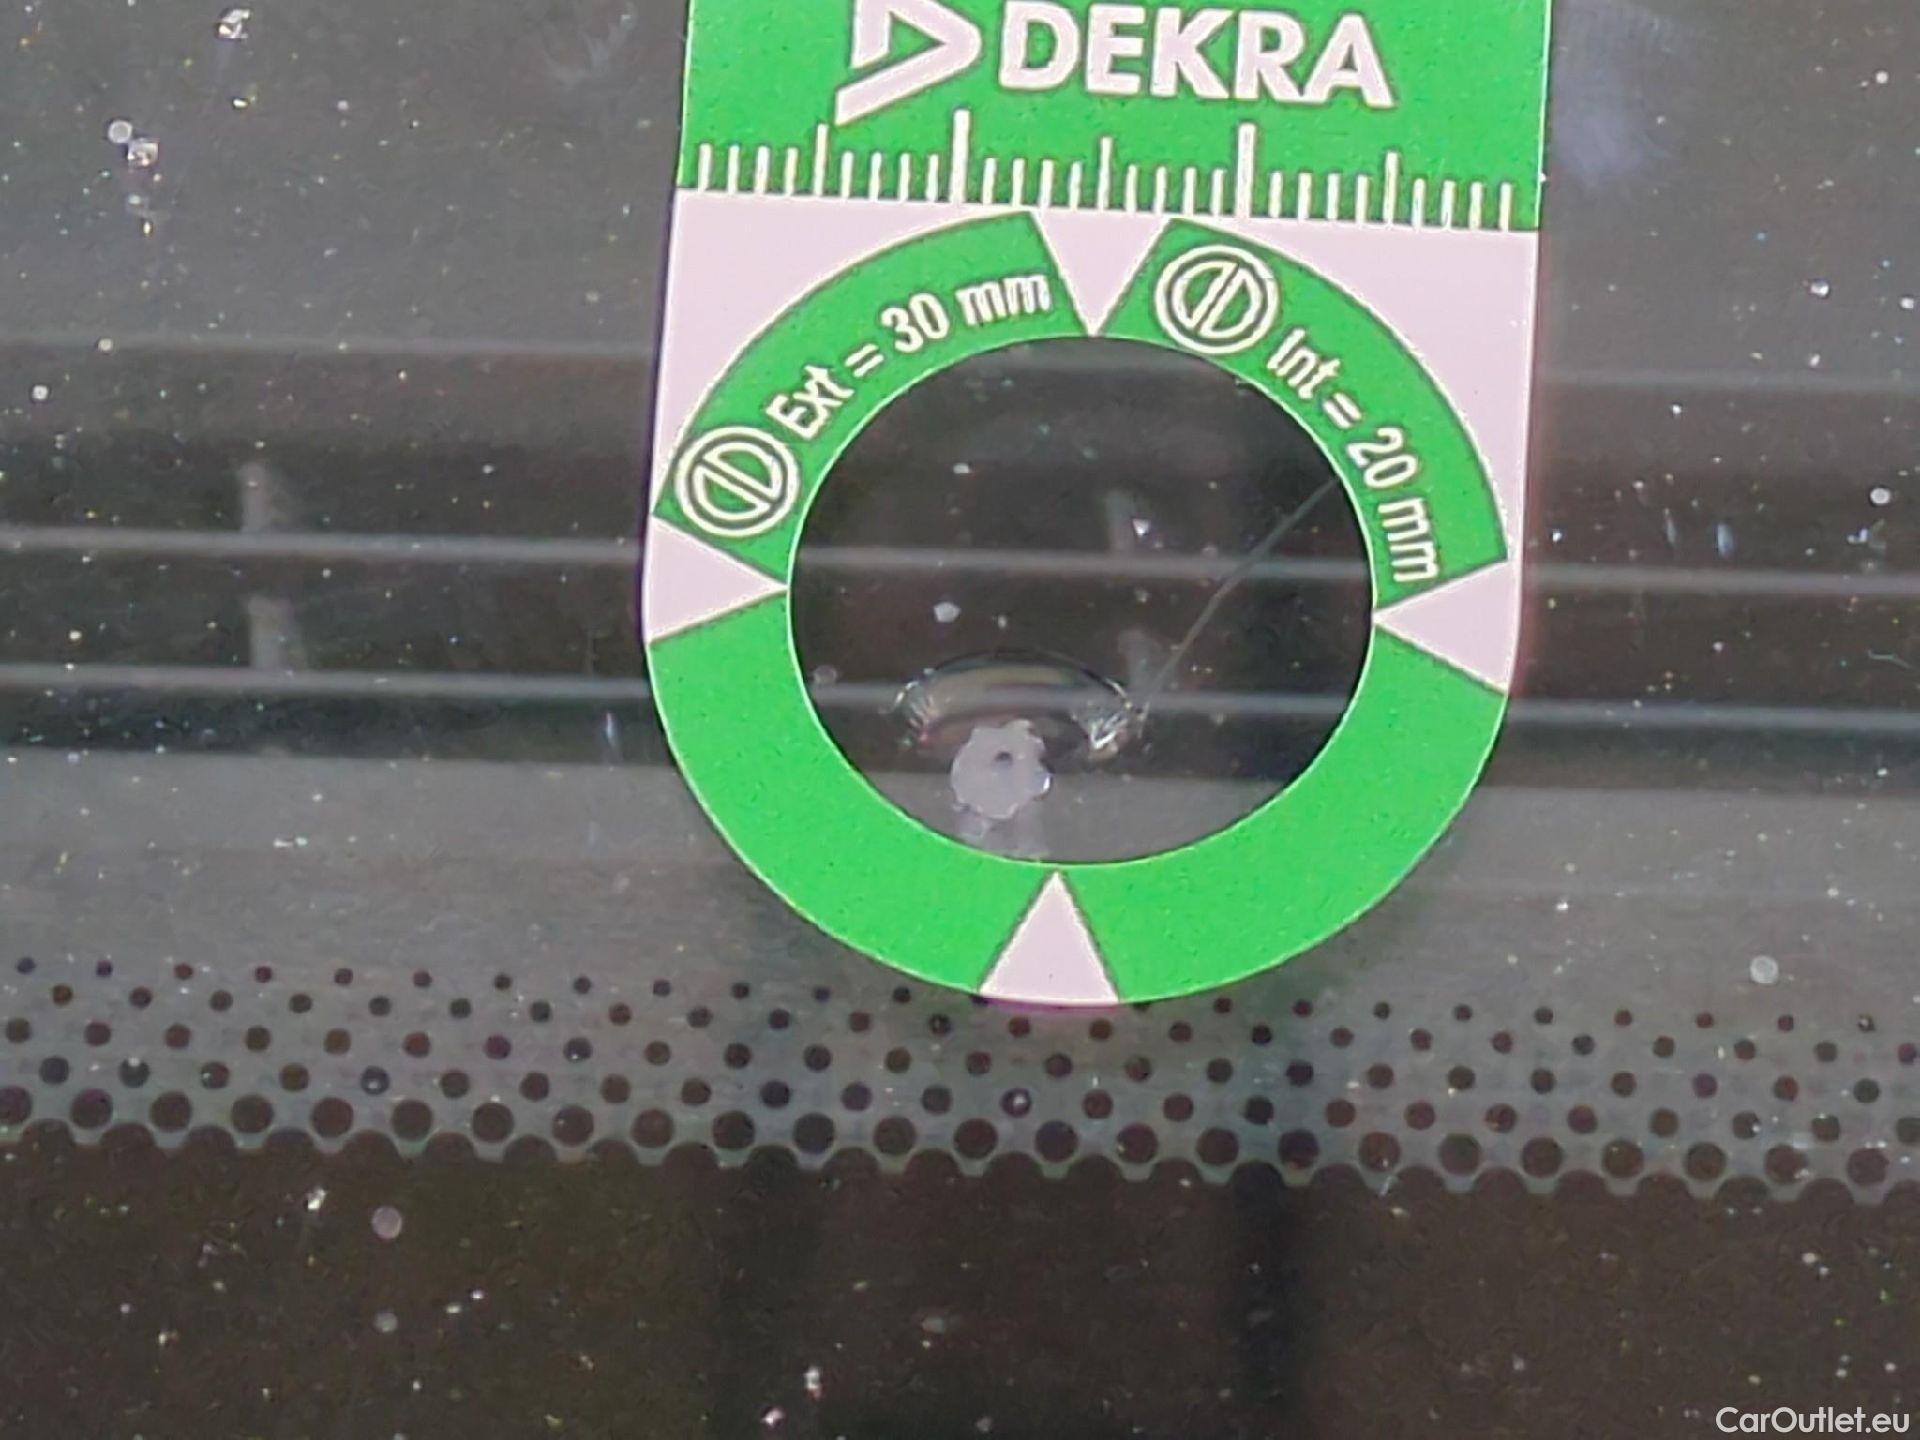 DEKRA
Ext = 30 mm
Int = 20 mm
CarOutlet.eu